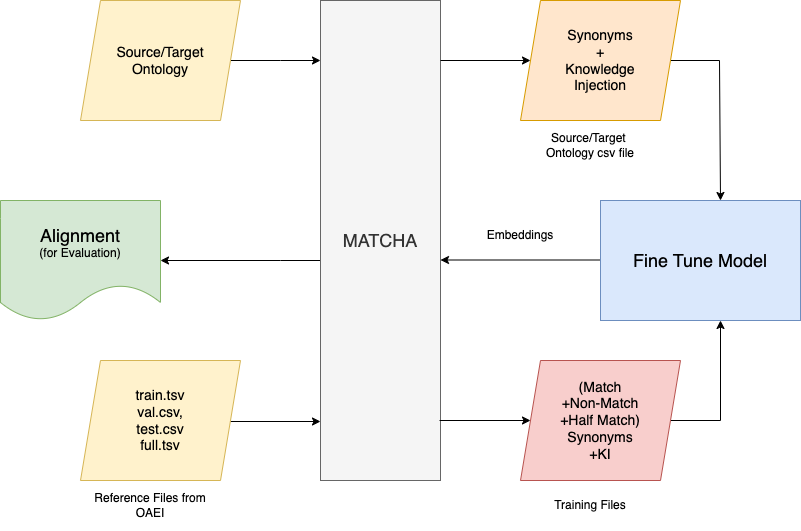 Source/Target
Ontology
Synonyms
+
Knowledge
Injection
Source/Target
Ontology csv file
Alignment
(for Evaluation)
MATCHA
Embeddings
Fine Tune Model
train.tsv
val.csv,
test.csv
full.tsv
Reference Files from
OAEI
(Match
+Non-Match
+Half Match)
Synonyms
+KI
Training Files